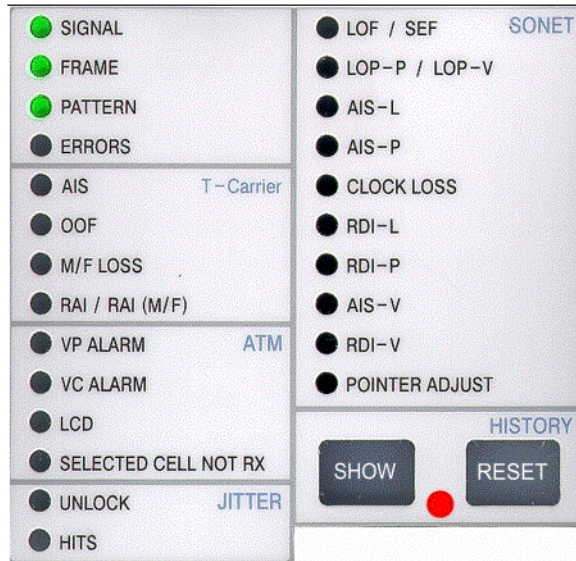 SIGNAL
FRAME
PATTERN
ERRORS
AIS T-Carrier
OOF
M/F LOSS
RAI / RAI (M/F)
VP ALARM ATM
VC ALARM
LCD
SELECTED CELL NOT RX
UNLOCK JITTER
HITS
LOF / SEF SONET
LOP-P / LOP-V
AIS-L
AIS-P
CLOCK LOSS
RDI-L
RDI-P
AIS-V
RDI-V
POINTER ADJUST
HISTORY
SHOW RESET